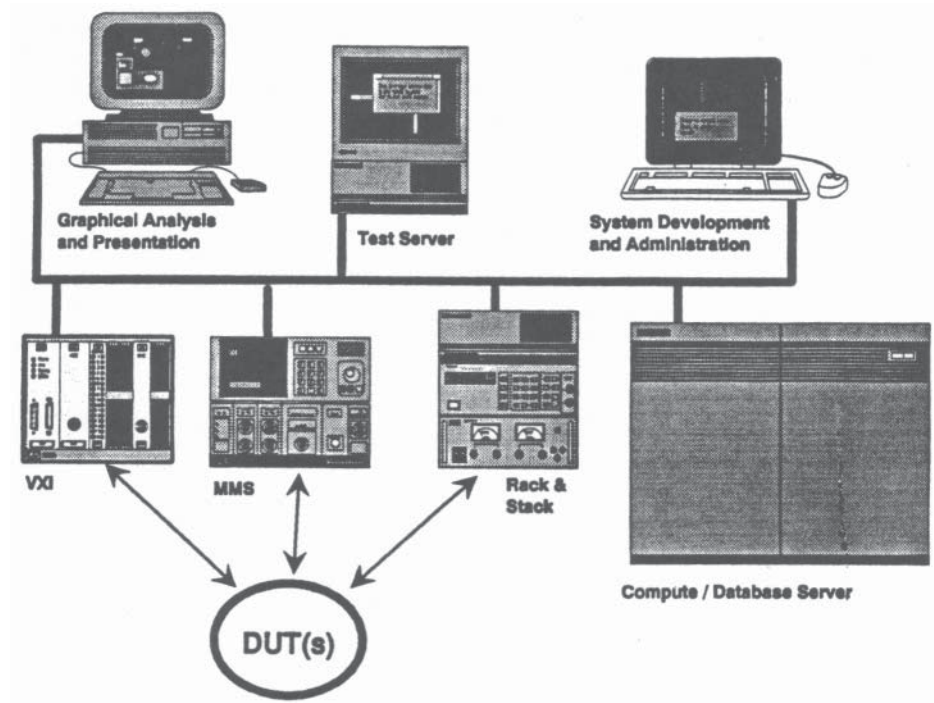 Graphical Analysis
and Presentation
Test Server
System Development
and Administration
VXI
MMS
Rack &
Stack
Compute / Database Server
DUT(s)